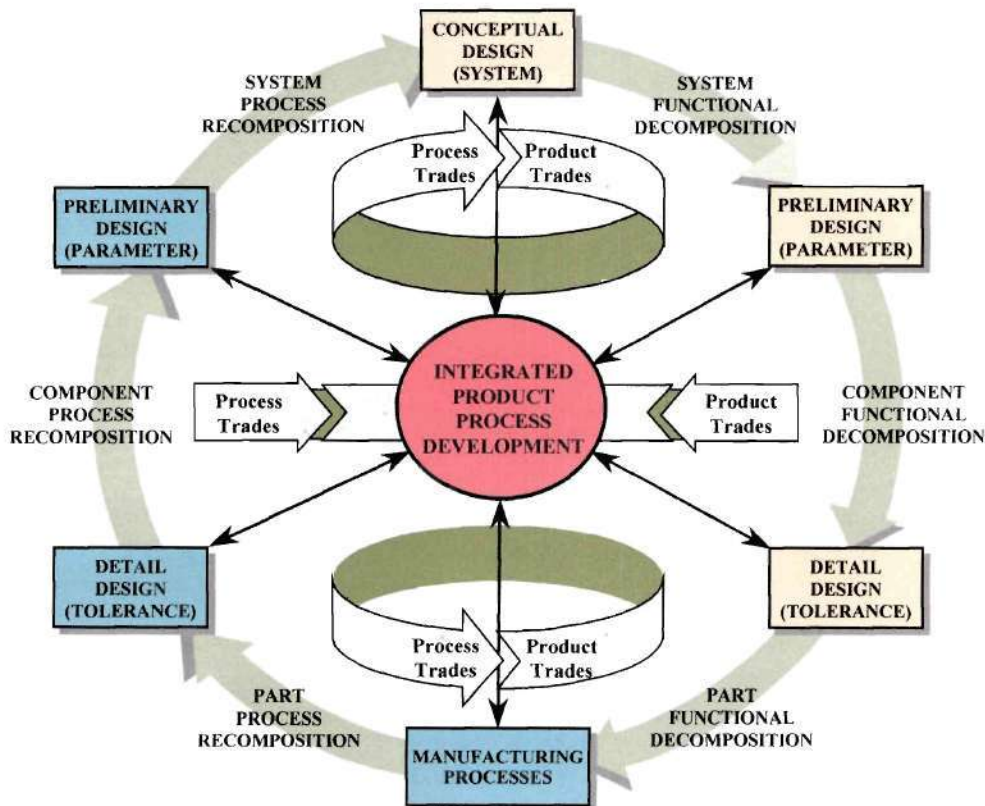 CONCEPTUAL
DESIGN
(SYSTEM)
SYSTEM
PROCESS
RECOMPOSITION
SYSTEM
FUNCTIONAL
DECOMPOSITION
Process
Trades
Product
Trades
PRELIMINARY
DESIGN
(PARAMETER)
PRELIMINARY
DESIGN
(PARAMETER)
COMPONENT
PROCESS
RECOMPOSITION
Process
Trades
INTEGRATED
PRODUCT
PROCESS
DEVELOPMENT
Product
Trades
COMPONENT
FUNCTIONAL
DECOMPOSITION
DETAIL
DESIGN
(TOLERANCE)
DETAIL
DESIGN
(TOLERANCE)
Process
Trades
Product
Trades
PART
PROCESS
RECOMPOSITION
PART
FUNCTIONAL
DECOMPOSITION
MANUFACTURING
PROCESSES